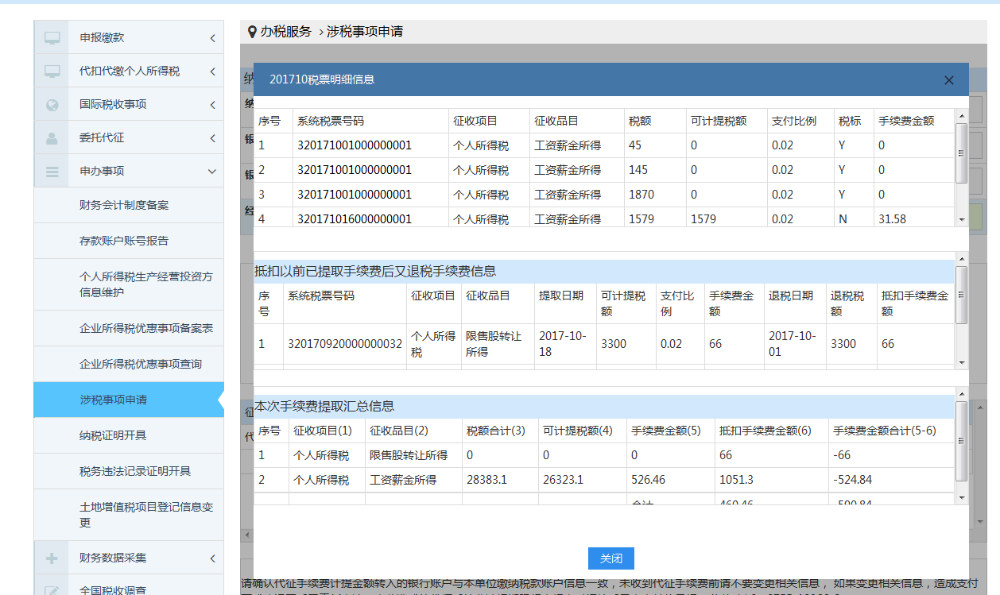 申报缴款
代扣代缴个人所得税
国际税收事项
委托代征
申办事项
财务会计制度备案
存款账户账号报告
个人所得税生产经营投资方
信息维护
企业所得税优惠事项备案表
企业所得税优惠事项查询
涉税事项申请
纳税证明开具
税务违法记录证明开具
土地增值税项目登记信息变
更
财务数据采集
全国税收调查
办税服务 ›涉税事项申请
纳
纳
银
银
经
征
代
201710税票明细信息
序号 系统税票号码 征收项目 征收品目 税额 可计提税额 支付比例 税标 手续费金额
1 320171001000000001 个人所得税 工资薪金所得 45 0 0.02 Y 0
2 320171001000000001 个人所得税 工资薪金所得 145 0 0.02 Y 0
3 320171001000000001 个人所得税 工资薪金所得 1870 0 0.02 Y 0
4 320171016000000001 个人所得税 工资薪金所得 1579 1579 0.02 N 31.58
抵扣以前已提取手续费后又退税手续费信息
序号 系统税票号码 征收项目 征收品目 提取日期 可计提税额 支付比例 手续费金额 退税日期 退税税额 抵扣手续费金额
1 320170920000000032 个人所得税 限售股转让所得 2017-10-18 3300 0.02 66 2017-10-01 3300 66
本次手续费提取汇总信息
序号 征收项目(1) 征收品目(2) 税额合计(3) 可计提税额(4) 手续费金额(5) 抵扣手续费金额(6) 手续费金额合计(5-6)
1 个人所得税 限售股转让所得 0 0 0 66 -66
2 个人所得税 工资薪金所得 28383.1 26323.1 526.46 1051.3 -524.84
关闭
请确认代征手续费计提金额转入的银行账户与本单位缴纳税款账户信息一致，未收到代征手续费前请不要变更相关信息， 如果变更相关信息，造成支付